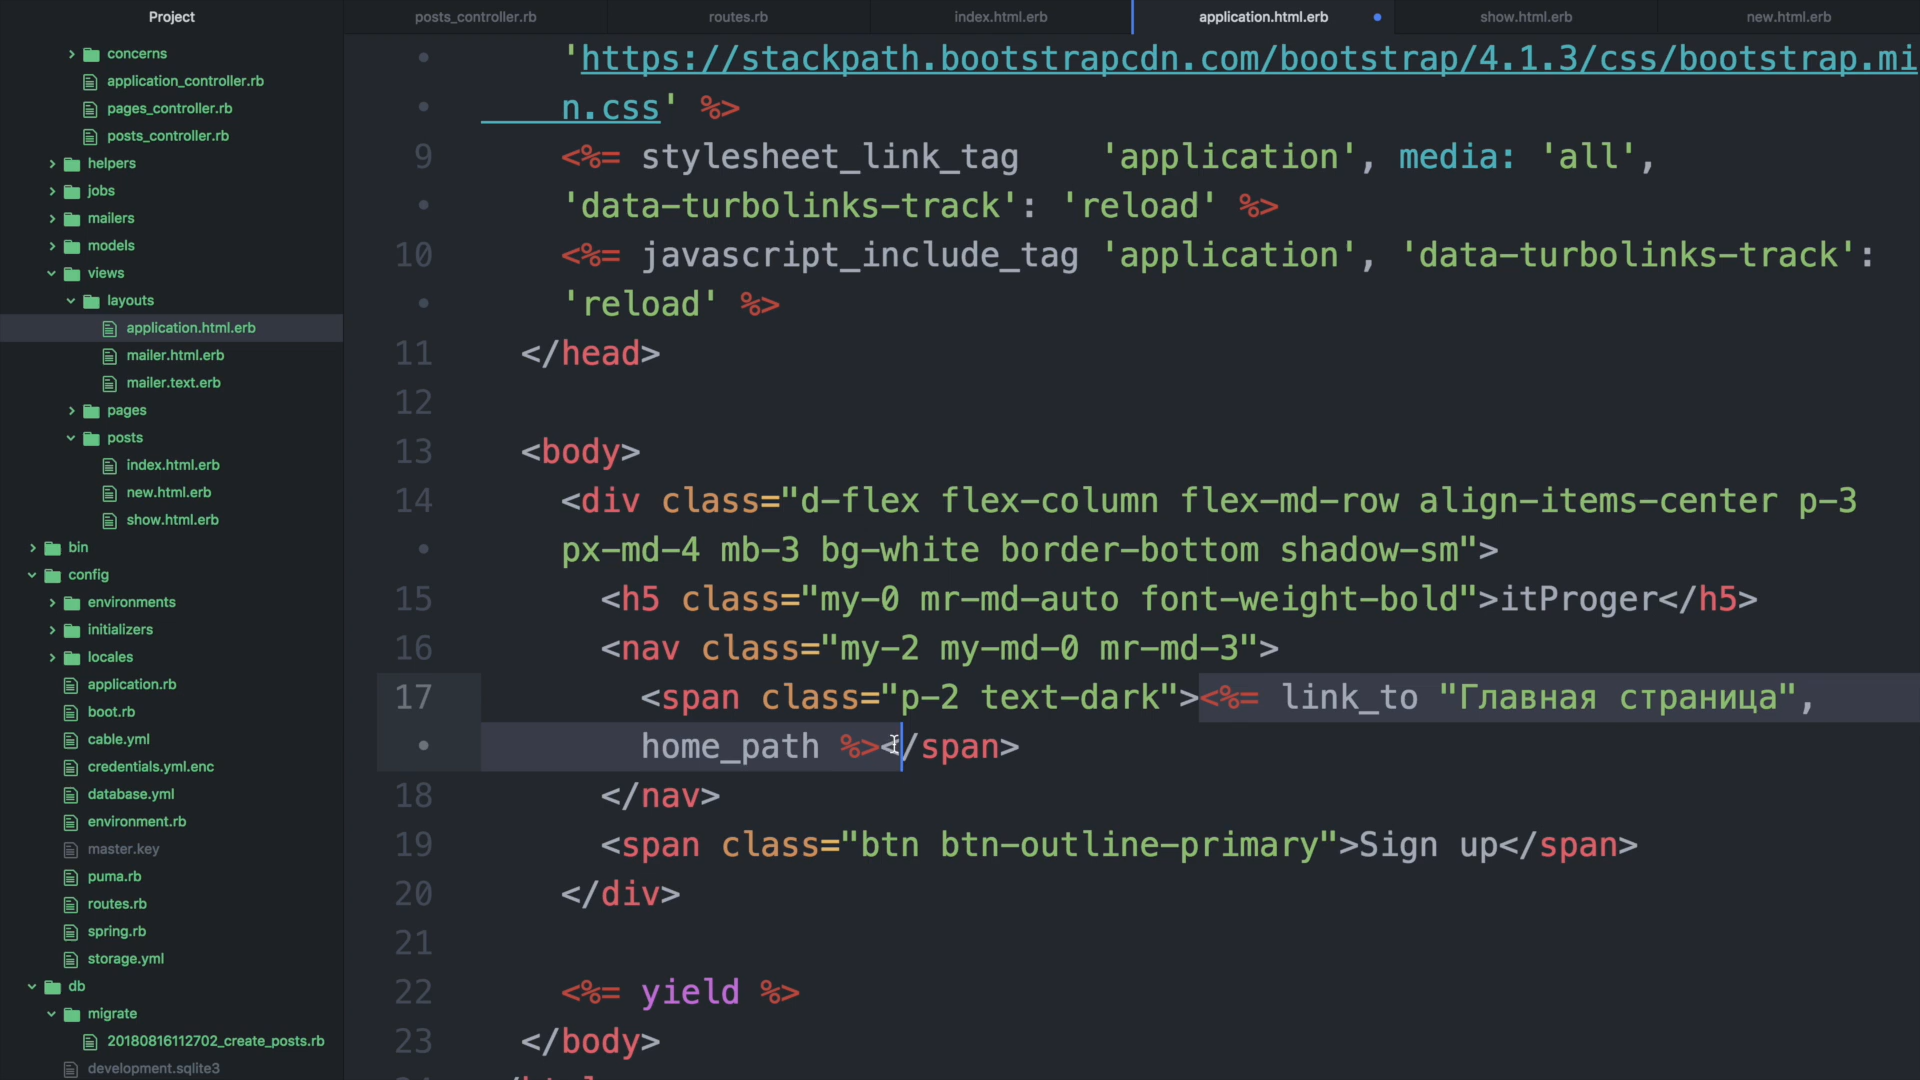 Project
posts_controller.rb
routes.rb
index.html.erb
application.html.erb
show.html.erb
new.html.erb
concerns
application_controller.rb
pages_controller.rb
posts_controller.rb
helpers
jobs
mailers
models
views
layouts
application.html.erb
mailer.html.erb
mailer.text.erb
pages
posts
index.html.erb
new.html.erb
show.html.erb
bin
config
environments
initializers
locales
application.rb
boot.rb
cable.yml
credentials.yml.enc
database.yml
environment.rb
master.key
puma.rb
routes.rb
spring.rb
storage.yml
db
migrate
20180816112702_create_posts.rb
development.sqlite3
'https://stackpath.bootstrapcdn.com/bootstrap/4.1.3/css/bootstrap.mi
n.css' %>
9 <%= stylesheet_link_tag    'application', media: 'all',
'data-turbolinks-track': 'reload' %>
10 <%= javascript_include_tag 'application', 'data-turbolinks-track':
'reload' %>
11 </head>
12
13 <body>
14 <div class="d-flex flex-column flex-md-row align-items-center p-3
px-md-4 mb-3 bg-white border-bottom shadow-sm">
15 <h5 class="my-0 mr-md-auto font-weight-bold">itProger</h5>
16 <nav class="my-2 my-md-0 mr-md-3">
17 <span class="p-2 text-dark"><%= link_to "Главная страница",
home_path %></span>
18 </nav>
19 <span class="btn btn-outline-primary">Sign up</span>
20 </div>
21
22 <%= yield %>
23 </body>